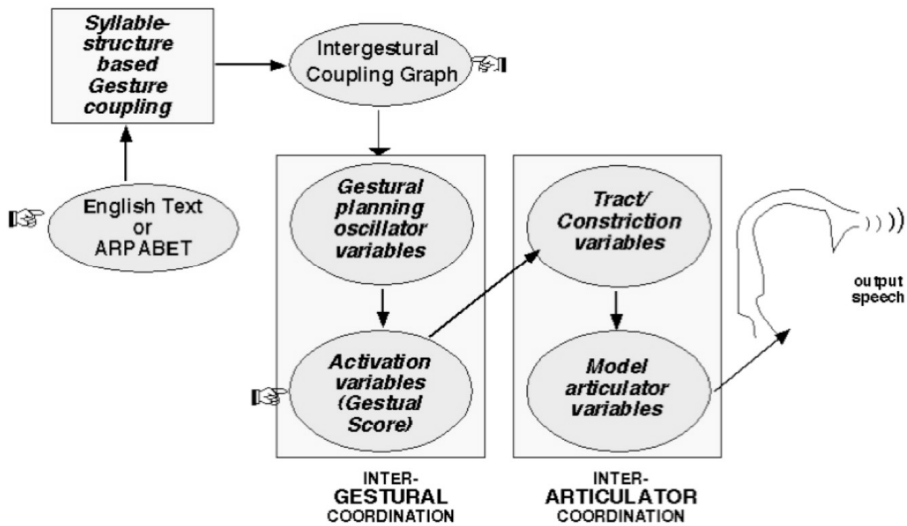 Syllable-
structure
based
Gesture
coupling
Intergestural
Coupling Graph
English Text
or
ARPABET
Gestural
planning
oscillator
variables
Activation
variables
(Gestual
Score)
INTER-
GESTURAL
COORDINATION
Tract/
Constriction
variables
Model
articulator
variables
INTER-
ARTICULATOR
COORDINATION
output
speech